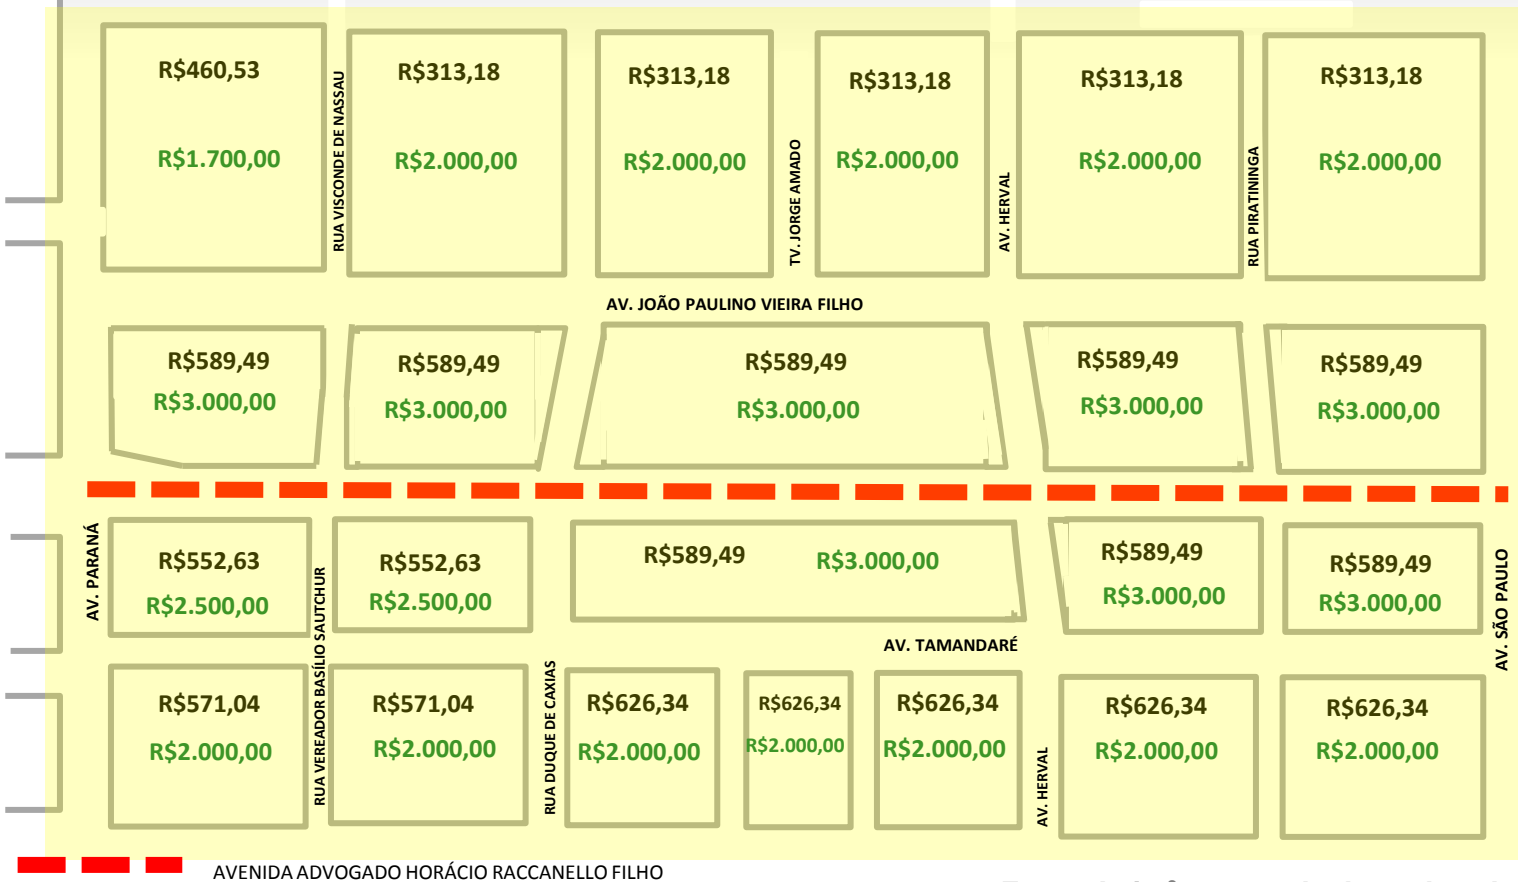 R$460,53
R$313,18
R$313,18
R$313,18
R$313,18
R$313,18
R$1.700,00
R$2.000,00
R$2.000,00
R$2.000,00
R$2.000,00
R$2.000,00
RUA VISCONDE DE NASSAU
TV. JORGE AMADO
AV. HERVAL
RUA PIRATININGA
AV. JOÃO PAULINO VIEIRA FILHO
R$589,49
R$589,49
R$589,49
R$589,49
R$589,49
R$3.000,00
R$3.000,00
R$3.000,00
R$3.000,00
R$3.000,00
AV. PARANÁ
R$552,63
R$552,63
R$589,49
R$3.000,00
R$589,49
R$589,49
R$2.500,00
R$2.500,00
R$3.000,00
R$3.000,00
AV. SÃO PAULO
RUA VEREADOR BASÍLIO SAUTCHUR
AV. TAMANDARÉ
RUA DUQUE DE CAXIAS
R$571,04
R$571,04
R$626,34
R$626,34
R$626,34
R$626,34
R$626,34
R$2.000,00
R$2.000,00
R$2.000,00
R$2.000,00
R$2.000,00
R$2.000,00
R$2.000,00
AV. HERVAL
AVENIDA ADVOGADO HORÁCIO RACCANELLO FILHO